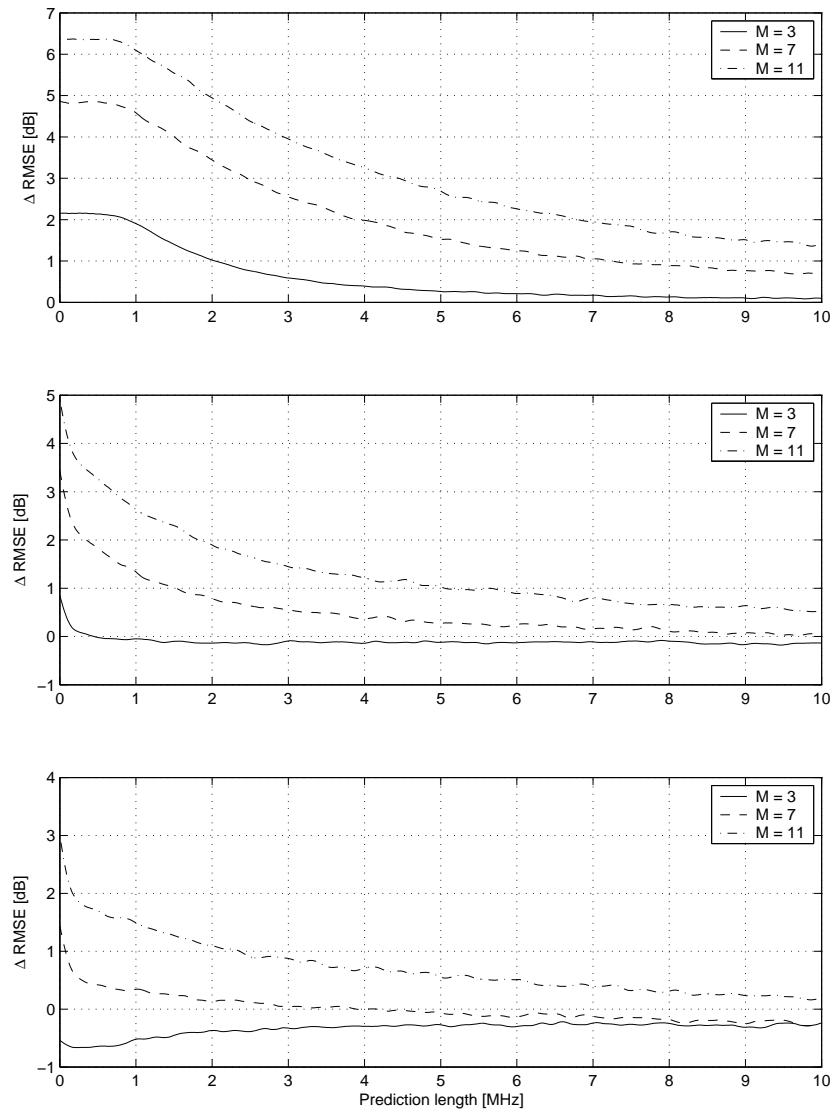 7
6
5
4
3
2
1
0
Δ RMSE [dB]
M = 3
M = 7
M = 11
0 1 2 3 4 5 6 7 8 9 10
5
4
3
2
1
0
−1
Δ RMSE [dB]
M = 3
M = 7
M = 11
0 1 2 3 4 5 6 7 8 9 10
4
3
2
1
0
−1
Δ RMSE [dB]
M = 3
M = 7
M = 11
0 1 2 3 4 5 6 7 8 9 10
Prediction length [MHz]